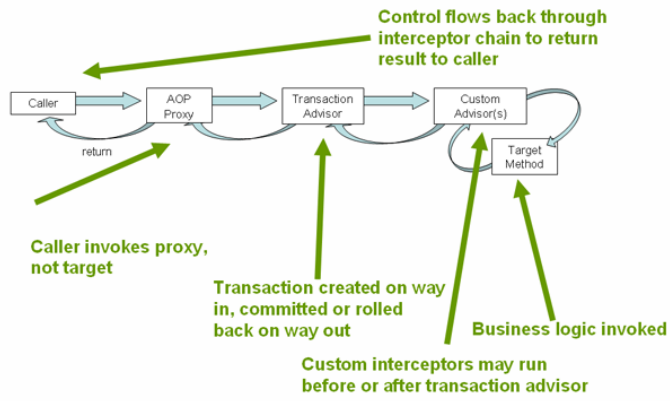 Control flows back through
interceptor chain to return
result to caller
Caller
AOP
Proxy
Transaction
Advisor
Custom
Advisor(s)
return
Target
Method
Caller invokes proxy,
not target
Transaction created on way
in, committed or rolled
back on way out
Business logic invoked
Custom interceptors may run
before or after transaction advisor